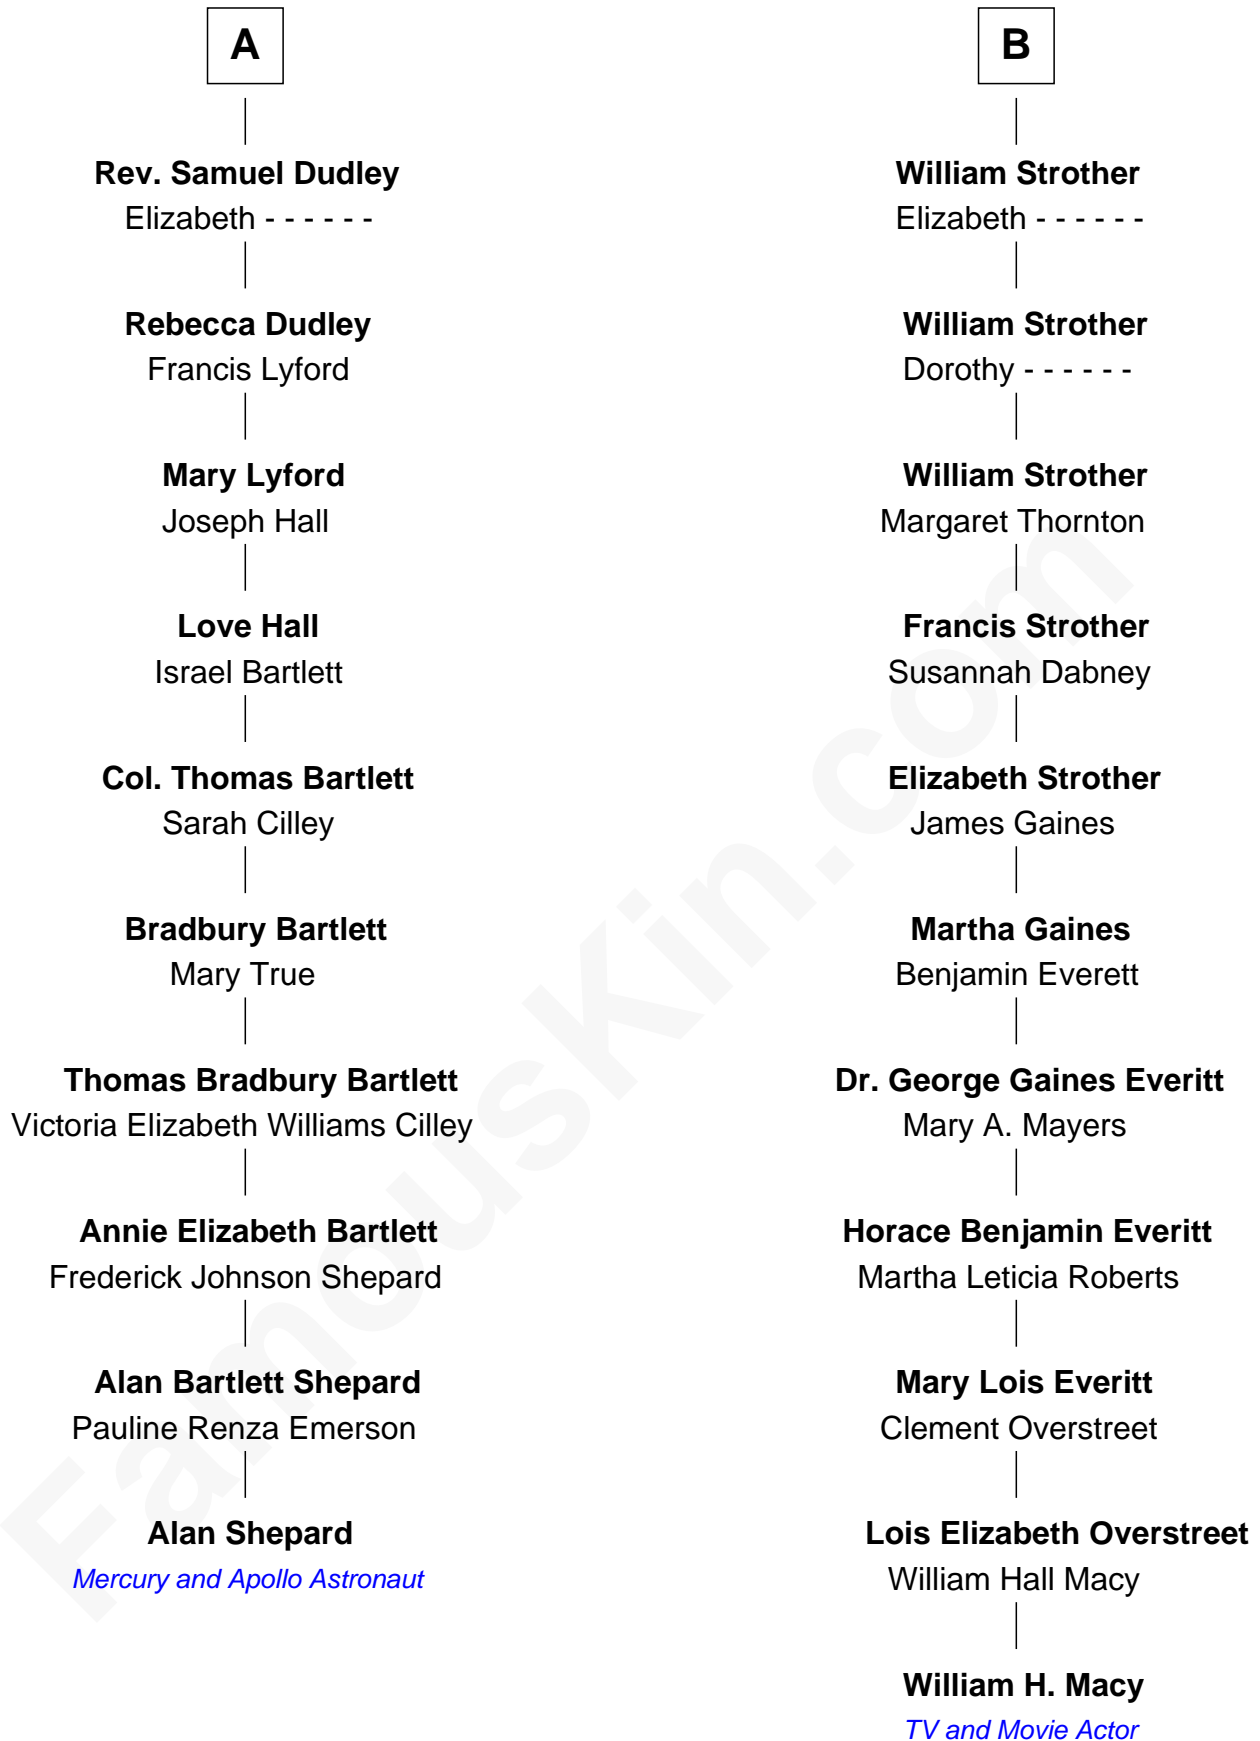 A
Rev. Samuel Dudley
Elizabeth - - - - - -
Rebecca Dudley
Francis Lyford
Mary Lyford
Joseph Hall
Love Hall
Israel Bartlett
Col. Thomas Bartlett
Sarah Cilley
Bradbury Bartlett
Mary True
Thomas Bradbury Bartlett
Victoria Elizabeth Williams Cilley
Annie Elizabeth Bartlett
Frederick Johnson Shepard
Alan Bartlett Shepard
Pauline Renza Emerson
Alan Shepard
Mercury and Apollo Astronaut
B
William Strother
Elizabeth - - - - - -
William Strother
Dorothy - - - - - -
William Strother
Margaret Thornton
Francis Strother
Susannah Dabney
Elizabeth Strother
James Gaines
Martha Gaines
Benjamin Everett
Dr. George Gaines Everitt
Mary A. Mayers
Horace Benjamin Everitt
Martha Leticia Roberts
Mary Lois Everitt
Clement Overstreet
Lois Elizabeth Overstreet
William Hall Macy
William H. Macy
TV and Movie Actor
FamousKin.com